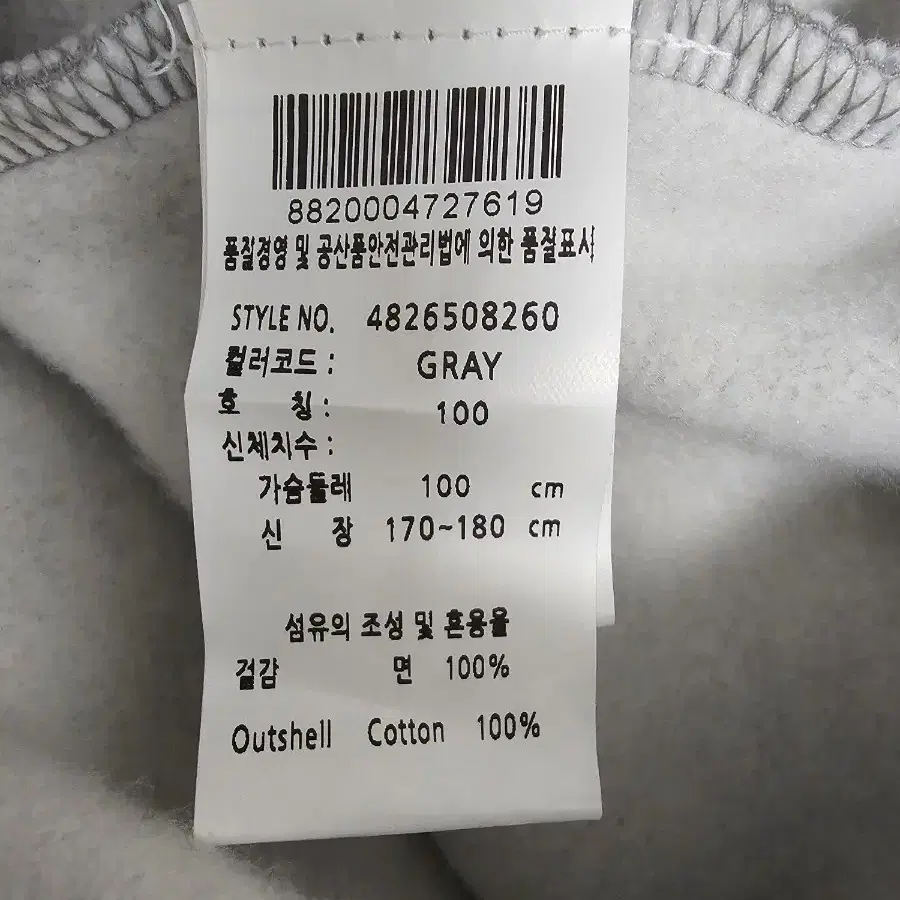 8820004727619
품질경영 및 공산품안전관리법에 의한 품질표시
STYLE NO. 4826508260
컬러코드 : GRAY
호 칭 : 100
신체치수 :
가슴둘레 100 cm
신 장 170~180 cm
섬유의 조성 및 혼용율
겉감 면 100%
Outshell Cotton 100%